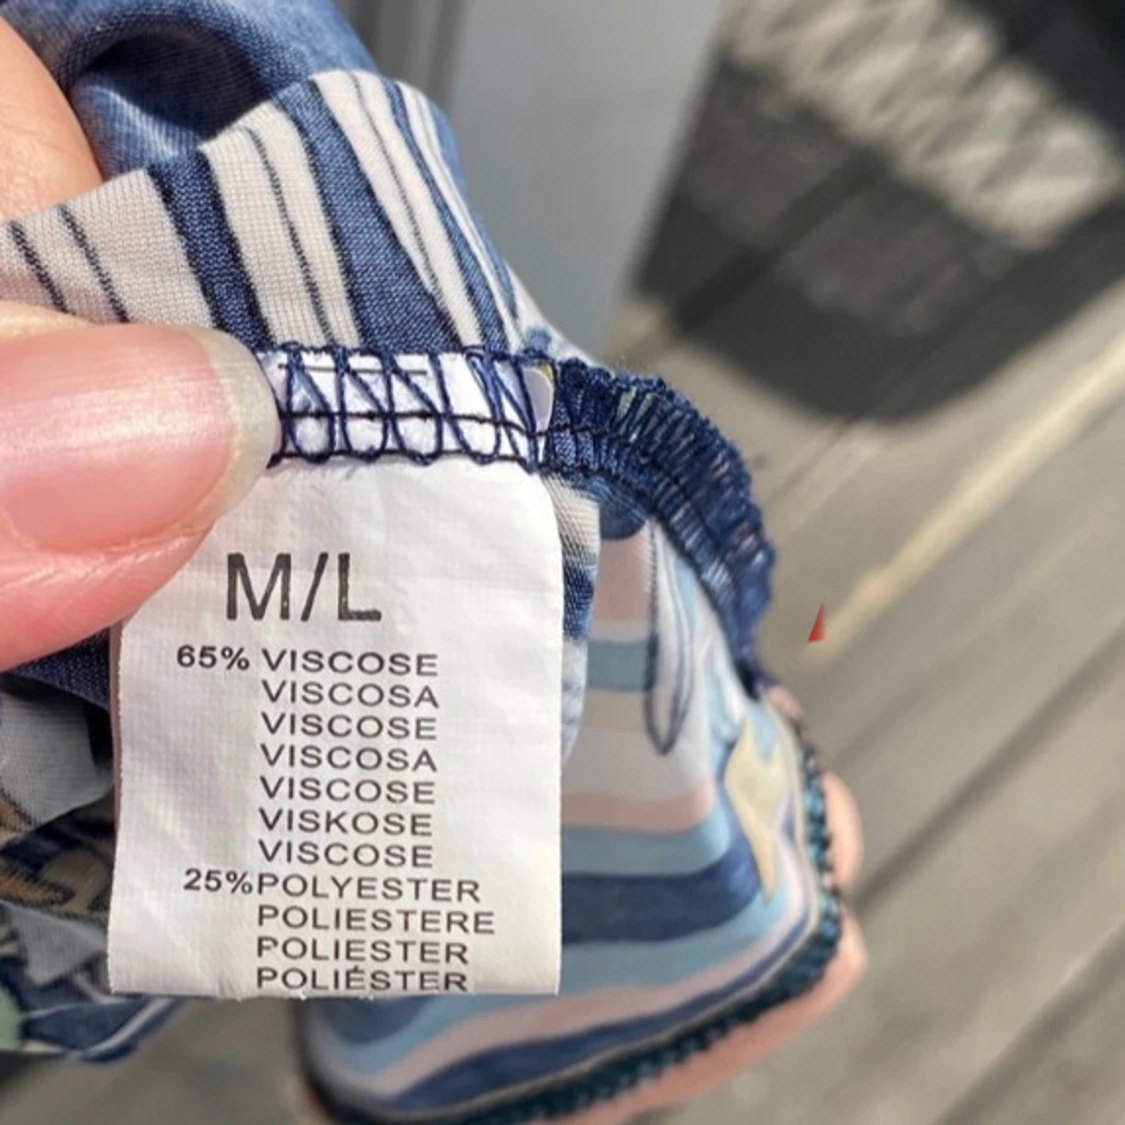 M/L
65% VISCOSE
VISCOSA
VISCOSE
VISCOSA
VISCOSE
VISKOSE
VISCOSE
25%POLYESTER
POLIESTERE
POLIESTER
POLIÉSTER